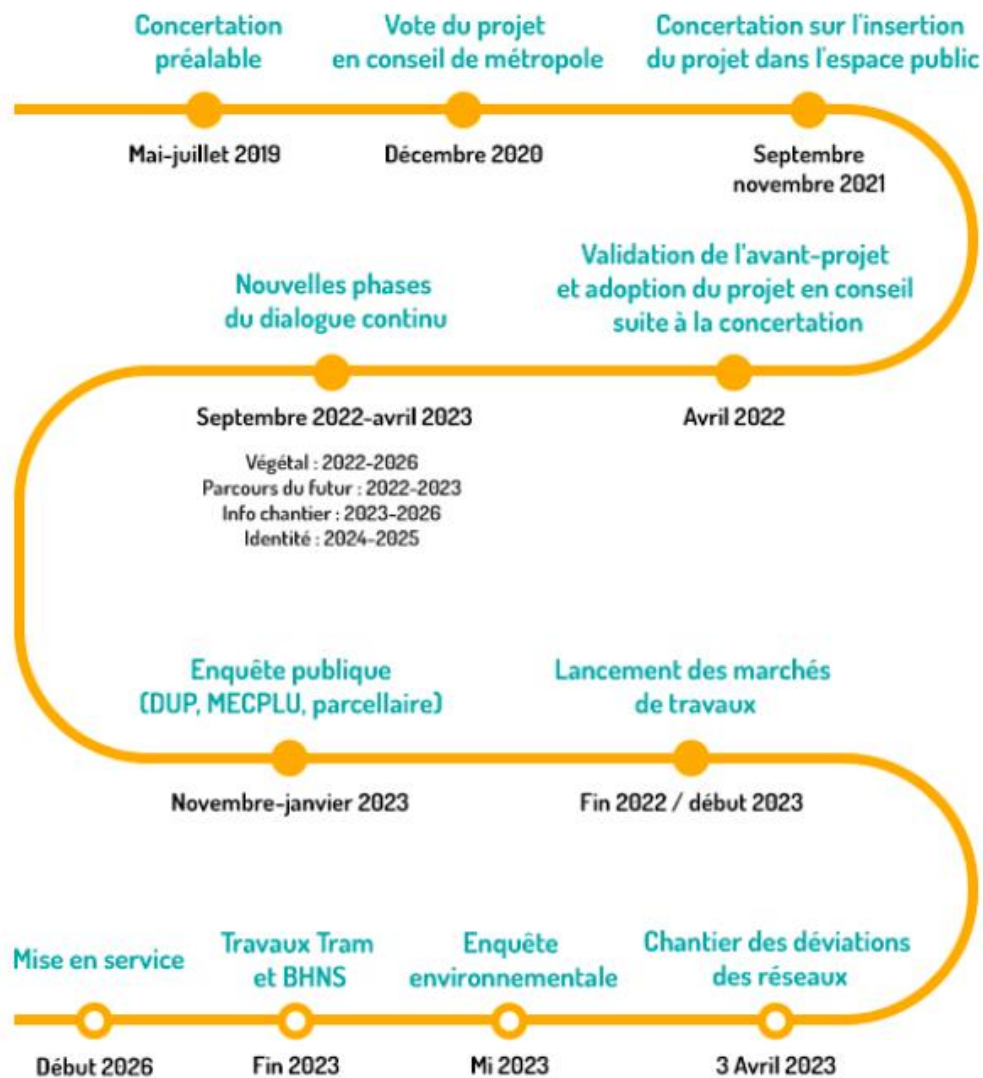 Concertation
préalable
Mai-juillet 2019
Vote du projet
en conseil de métropole
Décembre 2020
Concertation sur l'insertion
du projet dans l'espace public
Septembre
novembre 2021
Validation de l'avant-projet
et adoption du projet en conseil
suite à la concertation
Avril 2022
Nouvelles phases
du dialogue continu
Septembre 2022-avril 2023
Végétal : 2022-2026
Parcours du futur : 2022-2023
Info chantier : 2023-2026
Identité : 2024-2025
Enquête publique
(DUP, MECPLU, parcellaire)
Novembre-janvier 2023
Lancement des marchés
de travaux
Fin 2022 / début 2023
Chantier des déviations
des réseaux
3 Avril 2023
Enquête
environnementale
Mi 2023
Travaux Tram
et BHNS
Fin 2023
Mise en service
Début 2026